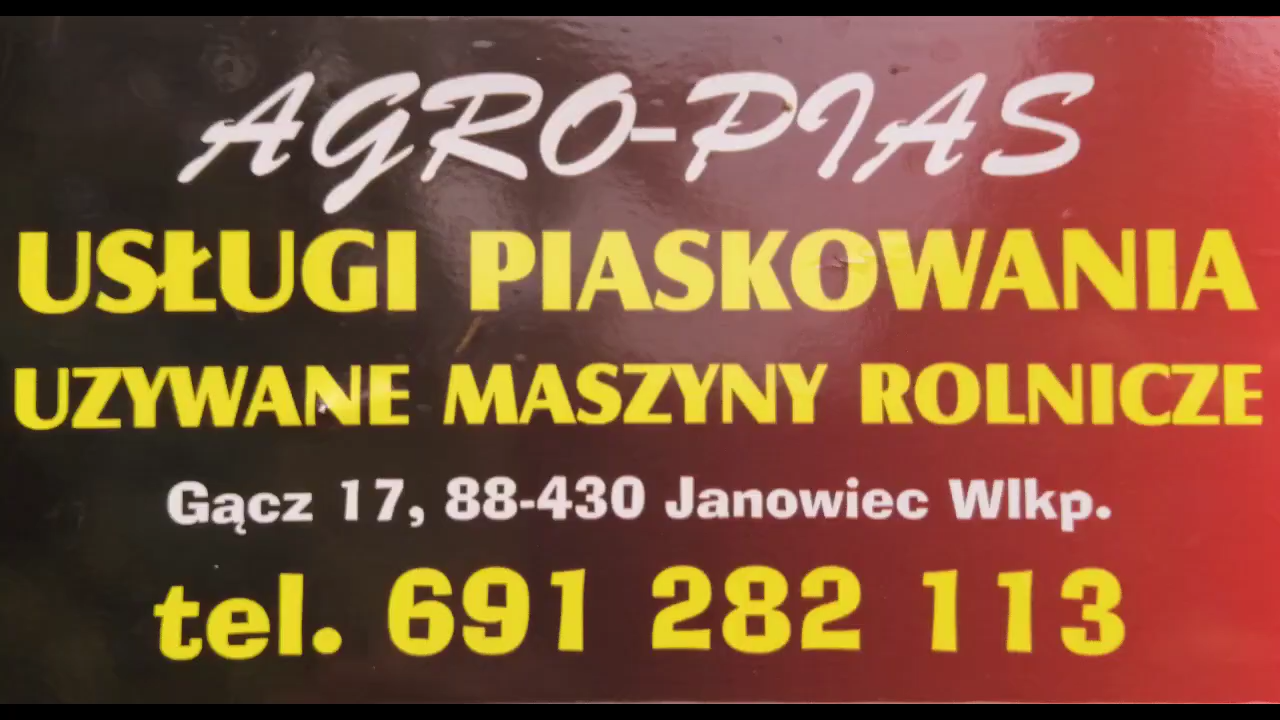 AGRO-PIAS
USŁUGI PIASKOWANIA
UZYWANE MASZYNY ROLNICZE
Gącz 17, 88-430 Janowiec Wlkp.
tel. 691 282 113